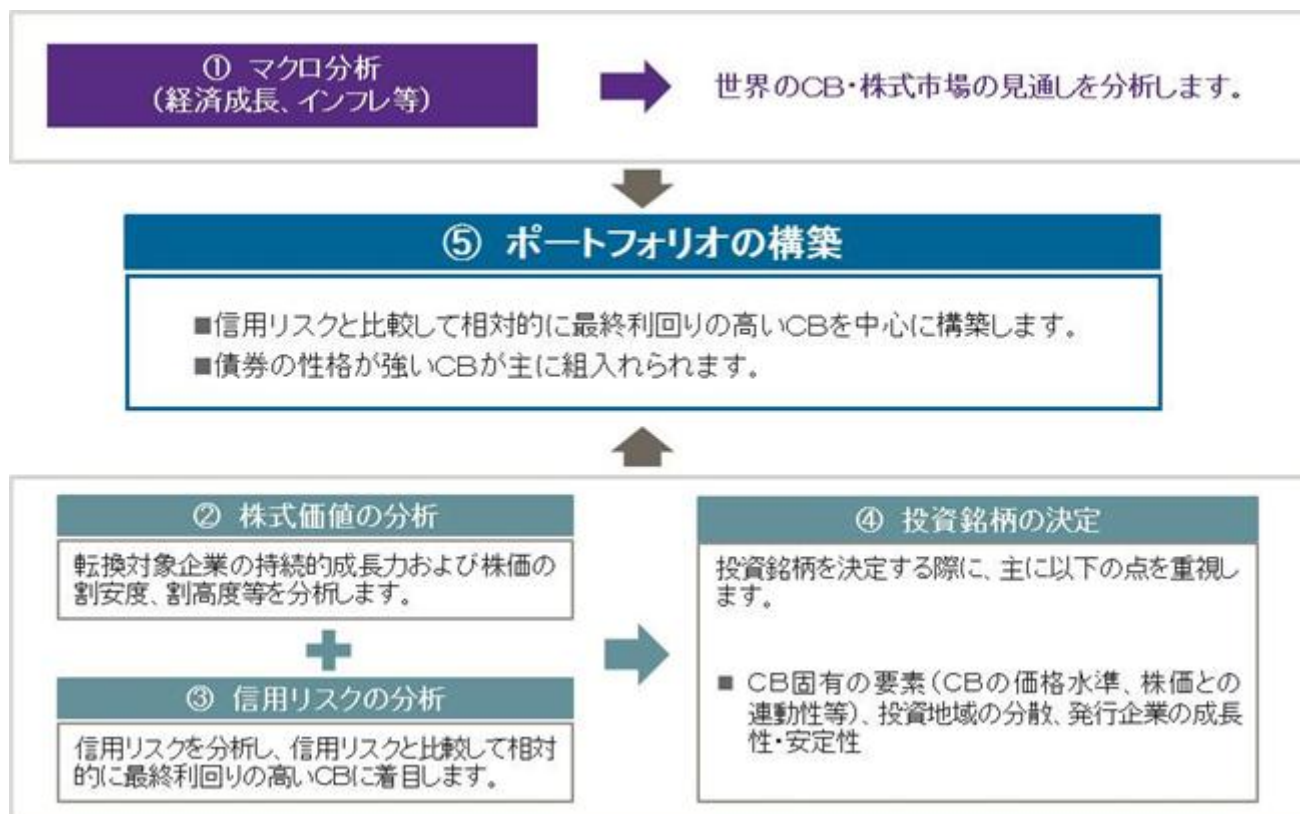 ① マクロ分析
（経済成長、インフレ等）
世界のCB・株式市場の見通しを分析します。
⑤ ポートフォリオの構築
■信用リスクと比較して相対的に最終利回りの高いCBを中心に構築します。
■債券の性格が強いCBが主に組入れられます。
② 株式価値の分析
転換対象企業の持続的成長力および株価の
割安度、割高度等を分析します。
③ 信用リスクの分析
信用リスクを分析し、信用リスクと比較して相対
的に最終利回りの高いCBに着目します。
④ 投資銘柄の決定
投資銘柄を決定する際に、主に以下の点を重視し
ます。
■ CB固有の要素（CBの価格水準、株価との
連動性等）、投資地域の分散、発行企業の成長
性・安定性